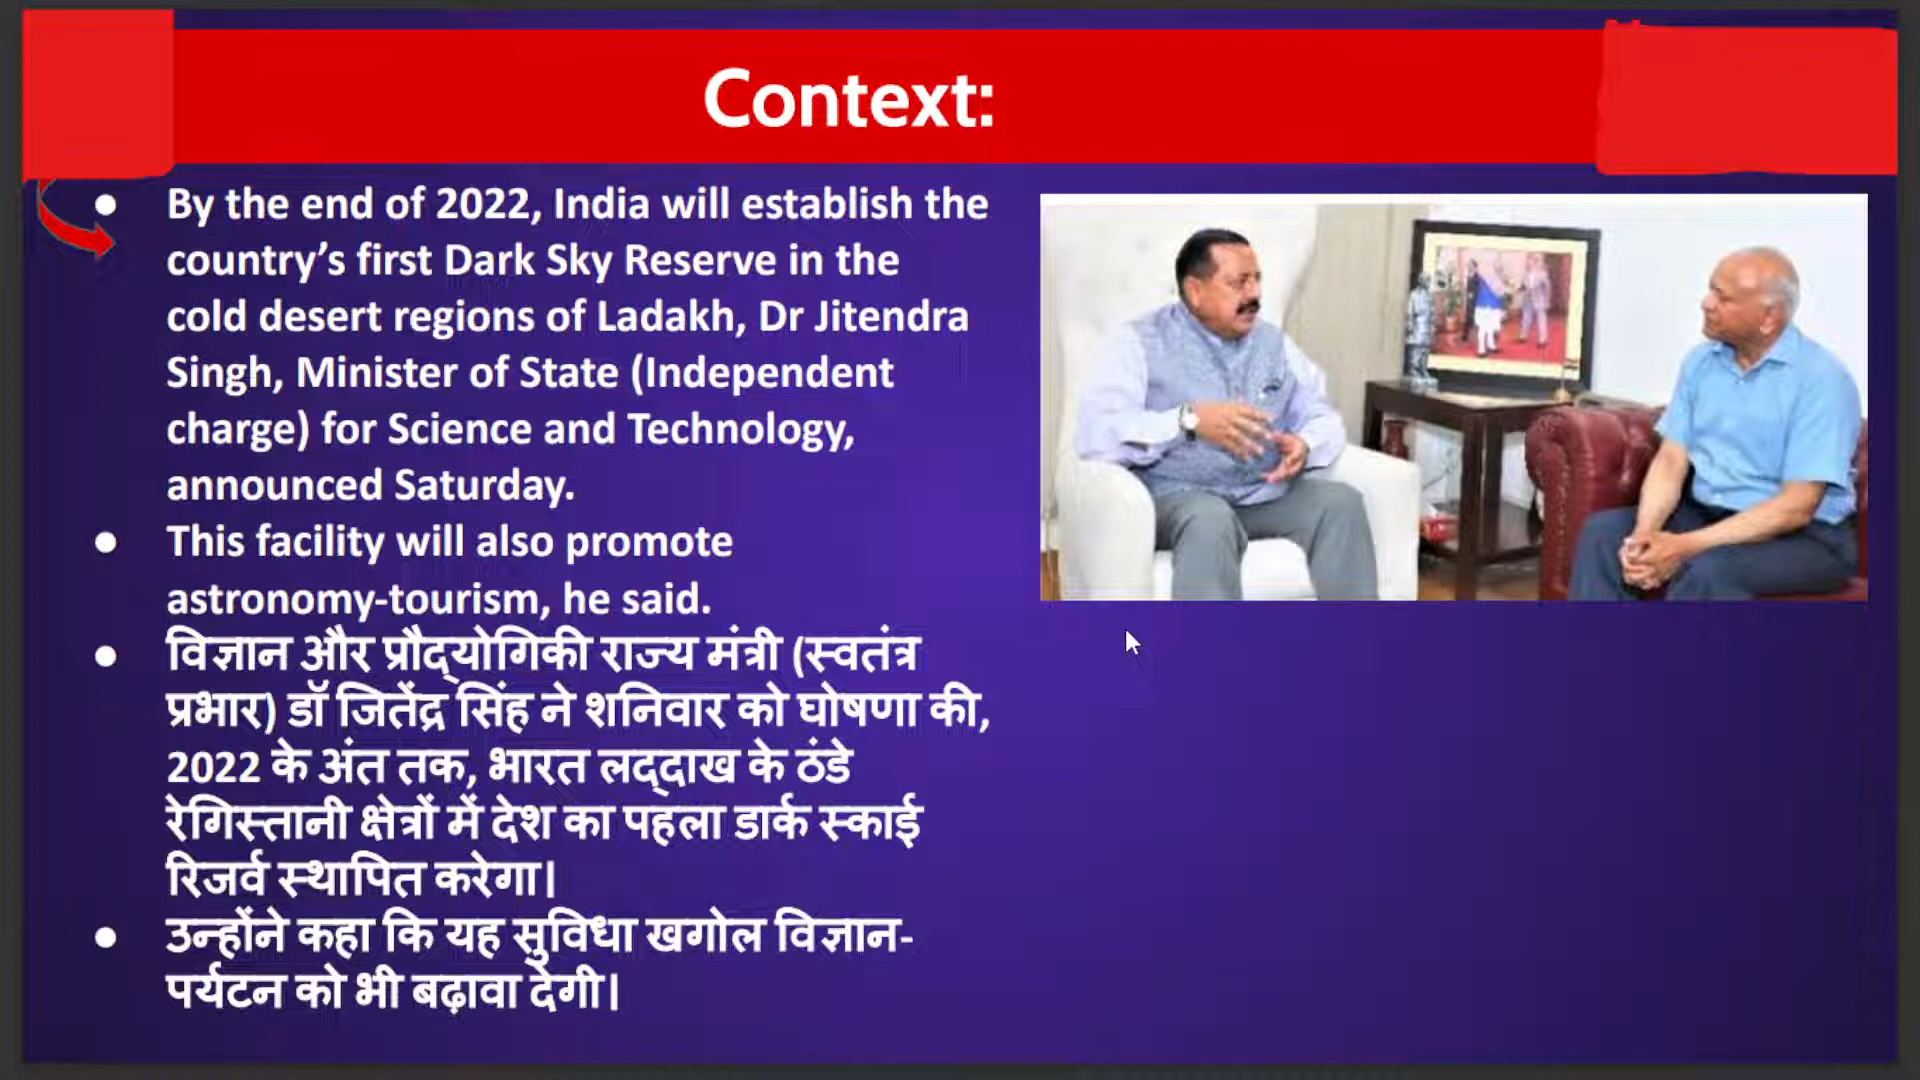 Context:
By the end of 2022, India will establish the
country’s first Dark Sky Reserve in the
cold desert regions of Ladakh, Dr Jitendra
Singh, Minister of State (Independent
charge) for Science and Technology,
announced Saturday.
This facility will also promote
astronomy-tourism, he said.
विज्ञान और प्रौद्योगिकी राज्य मंत्री (स्वतंत्र
प्रभार) डॉ जितेंद्र सिंह ने शनिवार को घोषणा की,
2022 के अंत तक, भारत लद्दाख के ठंडे
रेगिस्तानी क्षेत्रों में देश का पहला डार्क स्काई
रिजर्व स्थापित करेगा।
उन्होंने कहा कि यह सुविधा खगोल विज्ञान-
पर्यटन को भी बढ़ावा देगी।